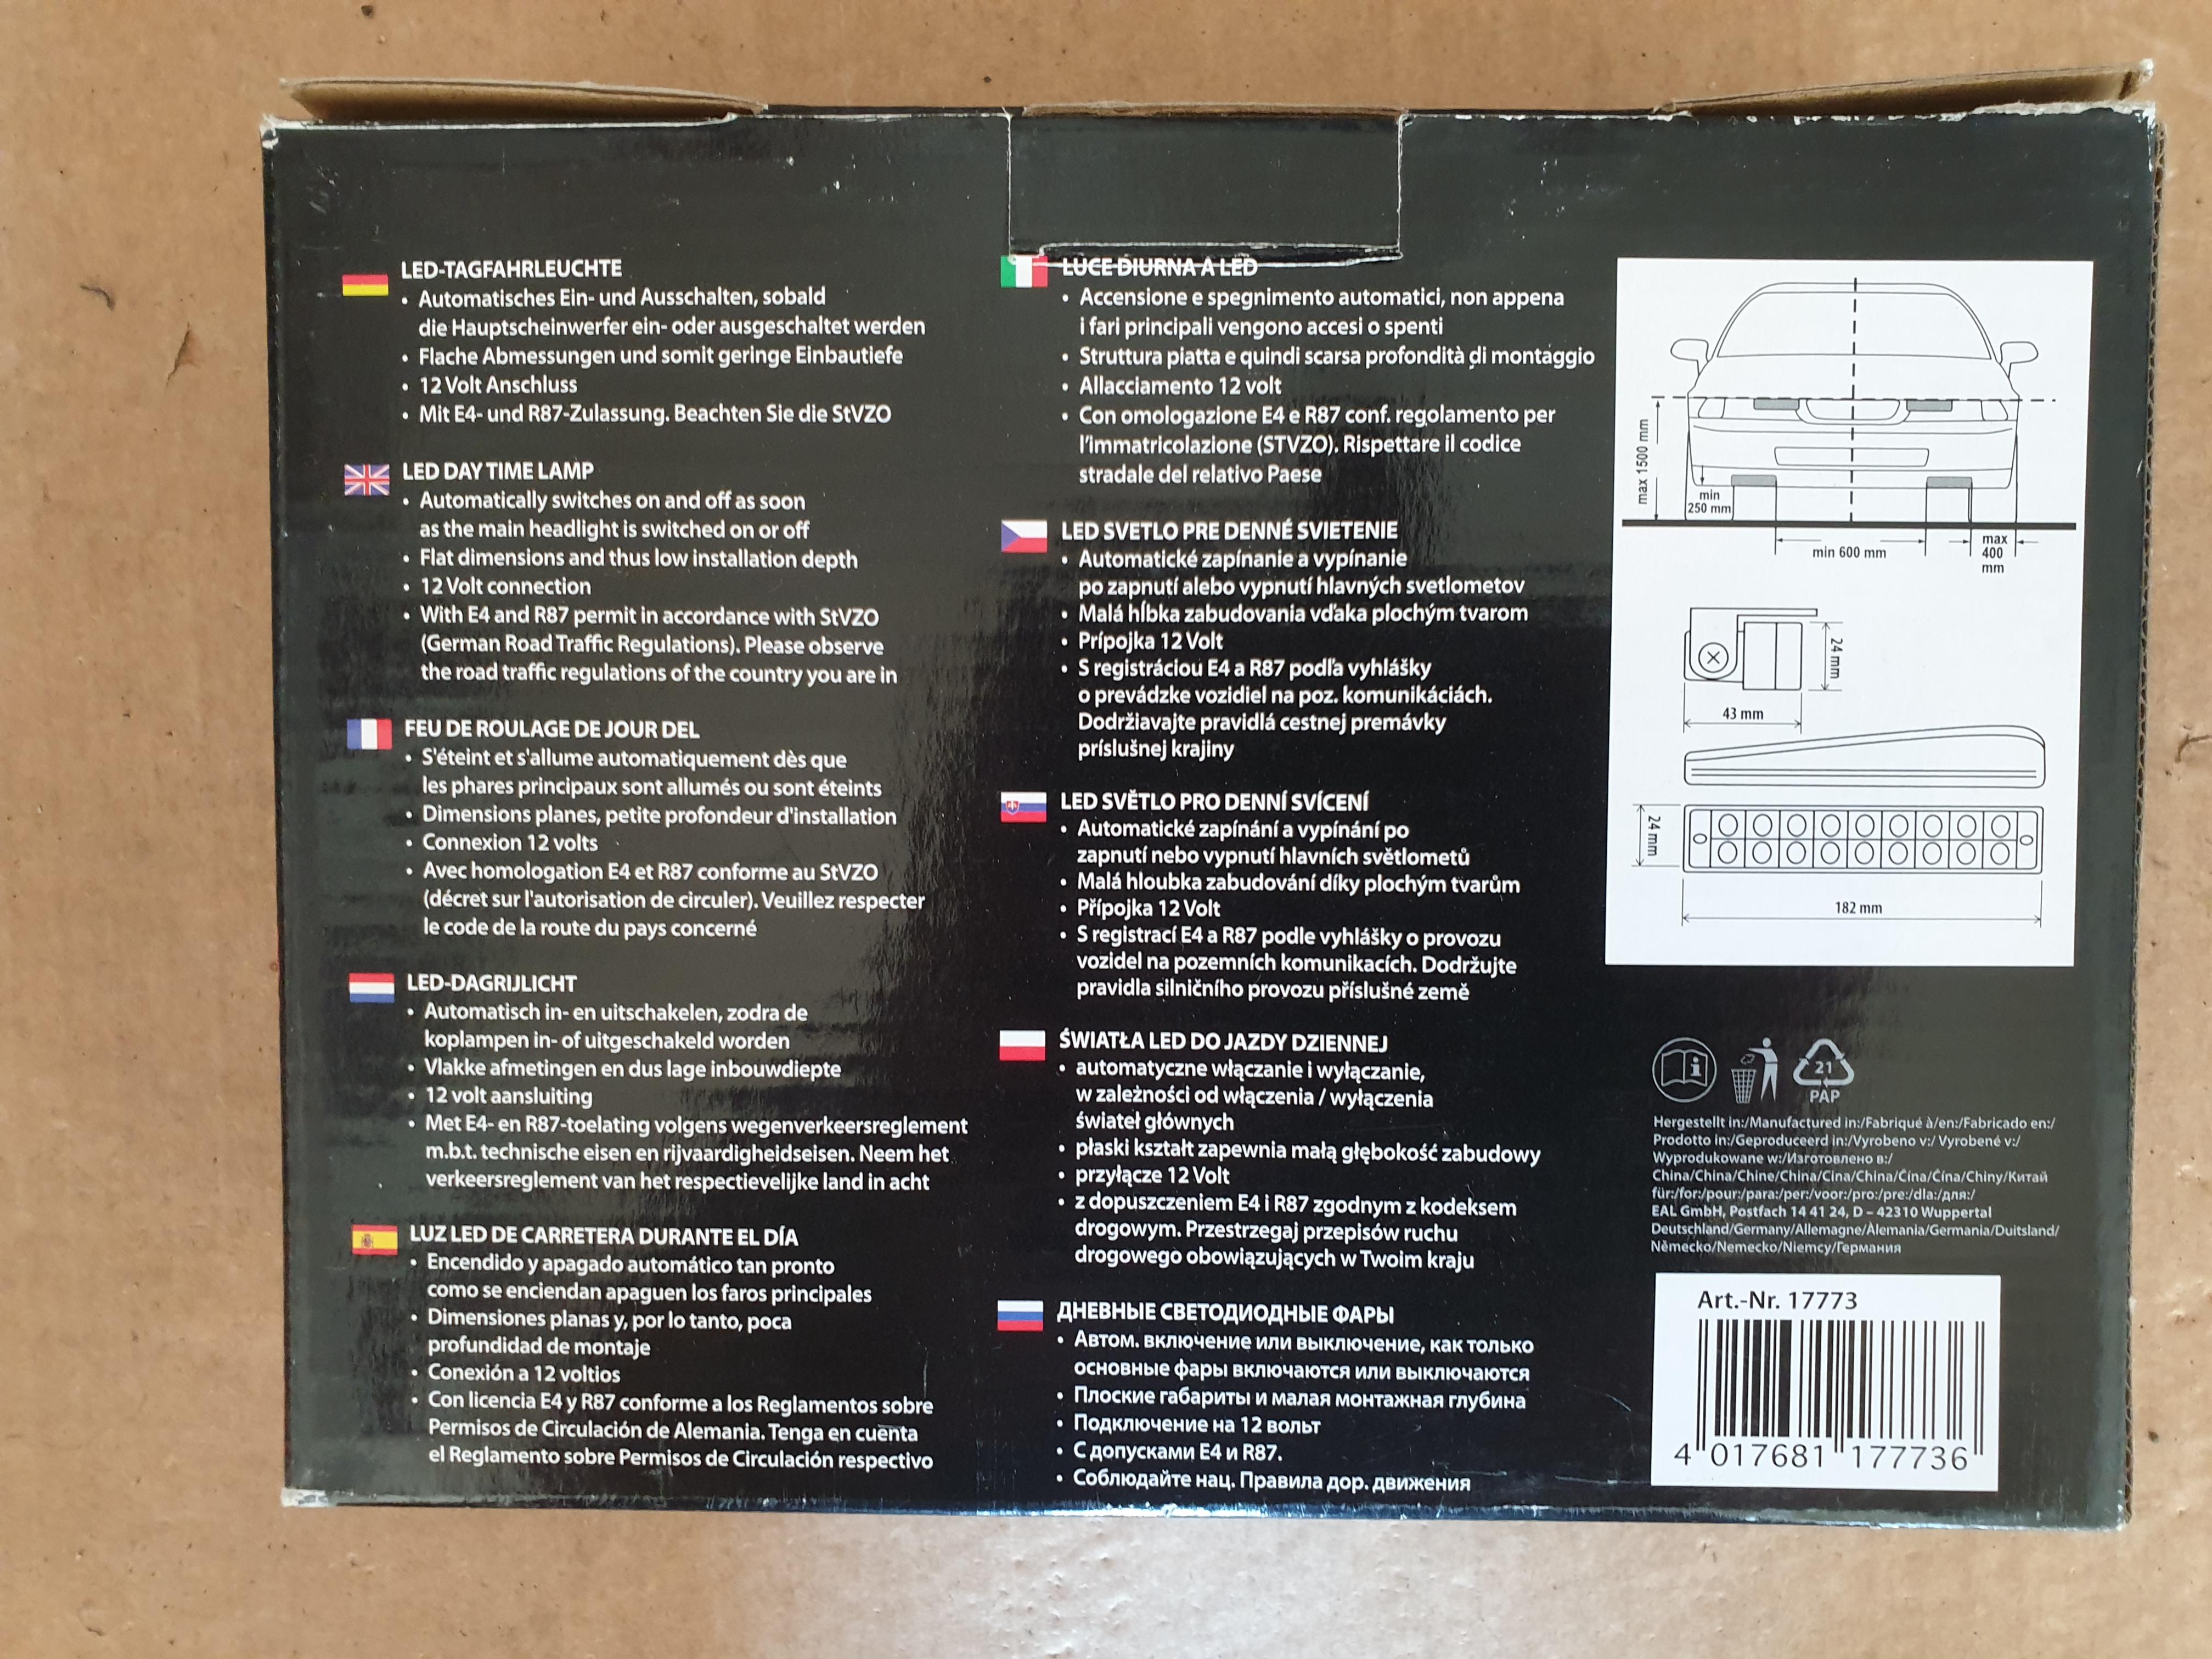 LED-TAGFAHRLEUCHTE
• Automatisches Ein- und Ausschalten, sobald
die Hauptscheinwerfer ein- oder ausgeschaltet werden
• Flache Abmessungen und somit geringe Einbautiefe
• 12 Volt Anschluss
• Mit E4- und R87-Zulassung. Beachten Sie die StVZO
LED DAY TIME LAMP
• Automatically switches on and off as soon
as the main headlight is switched on or off
• Flat dimensions and thus low installation depth
• 12 Volt connection
• With E4 and R87 permit in accordance with StVZO
(German Road Traffic Regulations). Please observe
the road traffic regulations of the country you are in
FEU DE ROULAGE DE JOUR DEL
• S'éteint et s'allume automatiquement dès que
les phares principaux sont allumés ou sont éteints
• Dimensions planes, petite profondeur d'installation
• Connexion 12 volts
• Avec homologation E4 et R87 conforme au StVZO
(décret sur l'autorisation de circuler). Veuillez respecter
le code de la route du pays concerné
LED-DAGRIJLICHT
• Automatisch in- en uitschakelen, zodra de
koplampen in- of uitgeschakeld worden
• Vlakke afmetingen en dus lage inbouwdiepte
• 12 volt aansluiting
• Met E4- en R87-toelating volgens wegenverkeersreglement
m.b.t. technische eisen en rijvaardigheidseisen. Neem het
verkeersreglement van het respectievelijke land in acht
LUZ LED DE CARRETERA DURANTE EL DÍA
• Encendido y apagado automático tan pronto
como se enciendan apaguen los faros principales
• Dimensiones planas y, por lo tanto, poca
profundidad de montaje
• Conexión a 12 voltios
• Con licencia E4 y R87 conforme a los Reglamentos sobre
Permisos de Circulación de Alemania. Tenga en cuenta
el Reglamento sobre Permisos de Circulación respectivo
LUCE DIURNA A LED
• Accensione e spegnimento automatici, non appena
i fari principali vengono accesi o spenti
• Struttura piatta e quindi scarsa profondità di montaggio
• Allacciamento 12 volt
• Con omologazione E4 e R87 conf. regolamento per
l'immatricolazione (STVZO). Rispettare il codice
stradale del relativo Paese
LED SVETLO PRE DENNÉ SVIETENIE
• Automatické zapínanie a vypínanie
po zapnutí alebo vypnutí hlavných svetlometov
• Malá hĺbka zabudovania vďaka plochým tvarom
• Prípojka 12 Volt
• S registráciou E4 a R87 podľa vyhlášky
o prevádzke vozidiel na poz. komunikáciách.
Dodržiavajte pravidlá cestnej premávky
príslušnej krajiny
LED SVĚTLO PRO DENNÍ SVÍCENÍ
• Automatické zapínání a vypínání po
zapnutí nebo vypnutí hlavních světlometů
• Malá hloubka zabudování díky plochým tvarům
• Přípojka 12 Volt
• S registrací E4 a R87 podle vyhlášky o provozu
vozidel na pozemních komunikacích. Dodržujte
pravidla silničního provozu příslušné země
ŚWIATŁA LED DO JAZDY DZIENNEJ
• automatyczne włączanie i wyłączanie,
w zależności od włączenia / wyłączenia
świateł głównych
• płaski kształt zapewnia małą głębokość zabudowy
• przyłącze 12 Volt
• z dopuszczeniem E4 i R87 zgodnym z kodeksem
drogowym. Przestrzegaj przepisów ruchu
drogowego obowiązujących w Twoim kraju
ДНЕВНЫЕ СВЕТОДИОДНЫЕ ФАРЫ
• Автом. включение или выключение, как только
основные фары включаются или выключаются
• Плоские габариты и малая монтажная глубина
• Подключение на 12 вольт
• С допусками E4 и R87.
• Соблюдайте нац. Правила дор. движения
max 1500 mm
min
250 mm
min 600 mm
max
400
mm
24 mm
43 mm
24 mm
182 mm
21
PAP
Hergestellt in:/Manufactured in:/Fabriqué à/en:/Fabricado en:/
Prodotto in:/Geproduceerd in:/Vyrobeno v:/ Vyrobené v:/
Wyprodukowane w:/Изготовлено в:/
China/China/Chine/China/Cina/China/Čína/Čína/Chiny/Китай
für:/for:/pour:/para:/per:/voor:/pro:/pre:/dla:/для:/
EAL GmbH, Postfach 14 41 24, D – 42310 Wuppertal
Deutschland/Germany/Allemagne/Alemania/Germania/Duitsland/
Německo/Nemecko/Niemcy/Германия
Art.-Nr. 17773
4 017681 177736